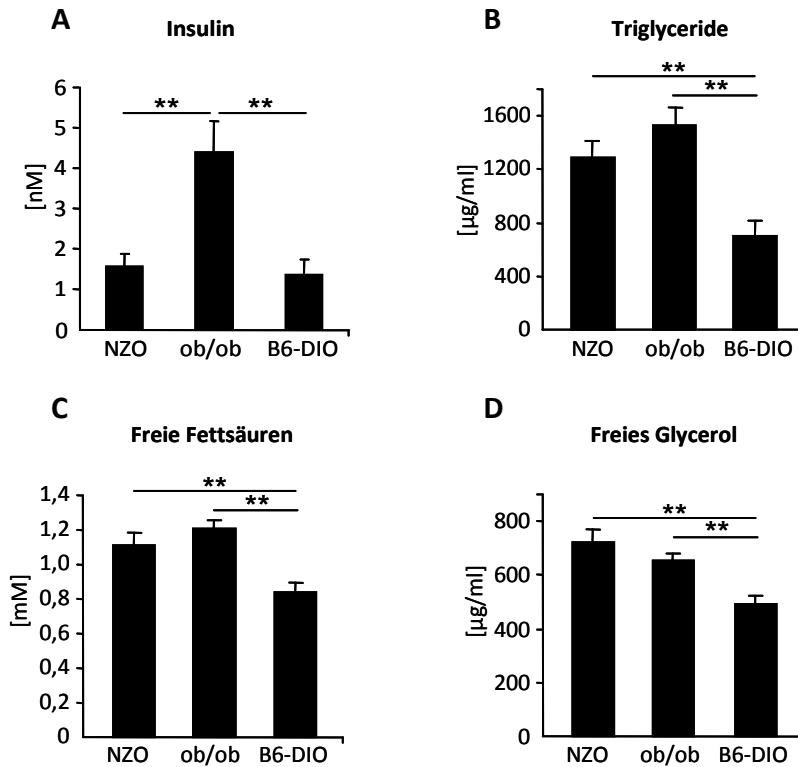 A
Insulin
[nM]
6
5
4
3
2
1
0
** **
NZO ob/ob B6-DIO
B
Triglyceride
[µg/ml]
1600
1200
800
400
0
**
**
NZO ob/ob B6-DIO
C
Freie Fettsäuren
[mM]
1,4
1,2
1,0
0,8
0,6
0,4
0,2
0
**
**
NZO ob/ob B6-DIO
D
Freies Glycerol
[µg/ml]
800
600
400
200
0
**
**
NZO ob/ob B6-DIO